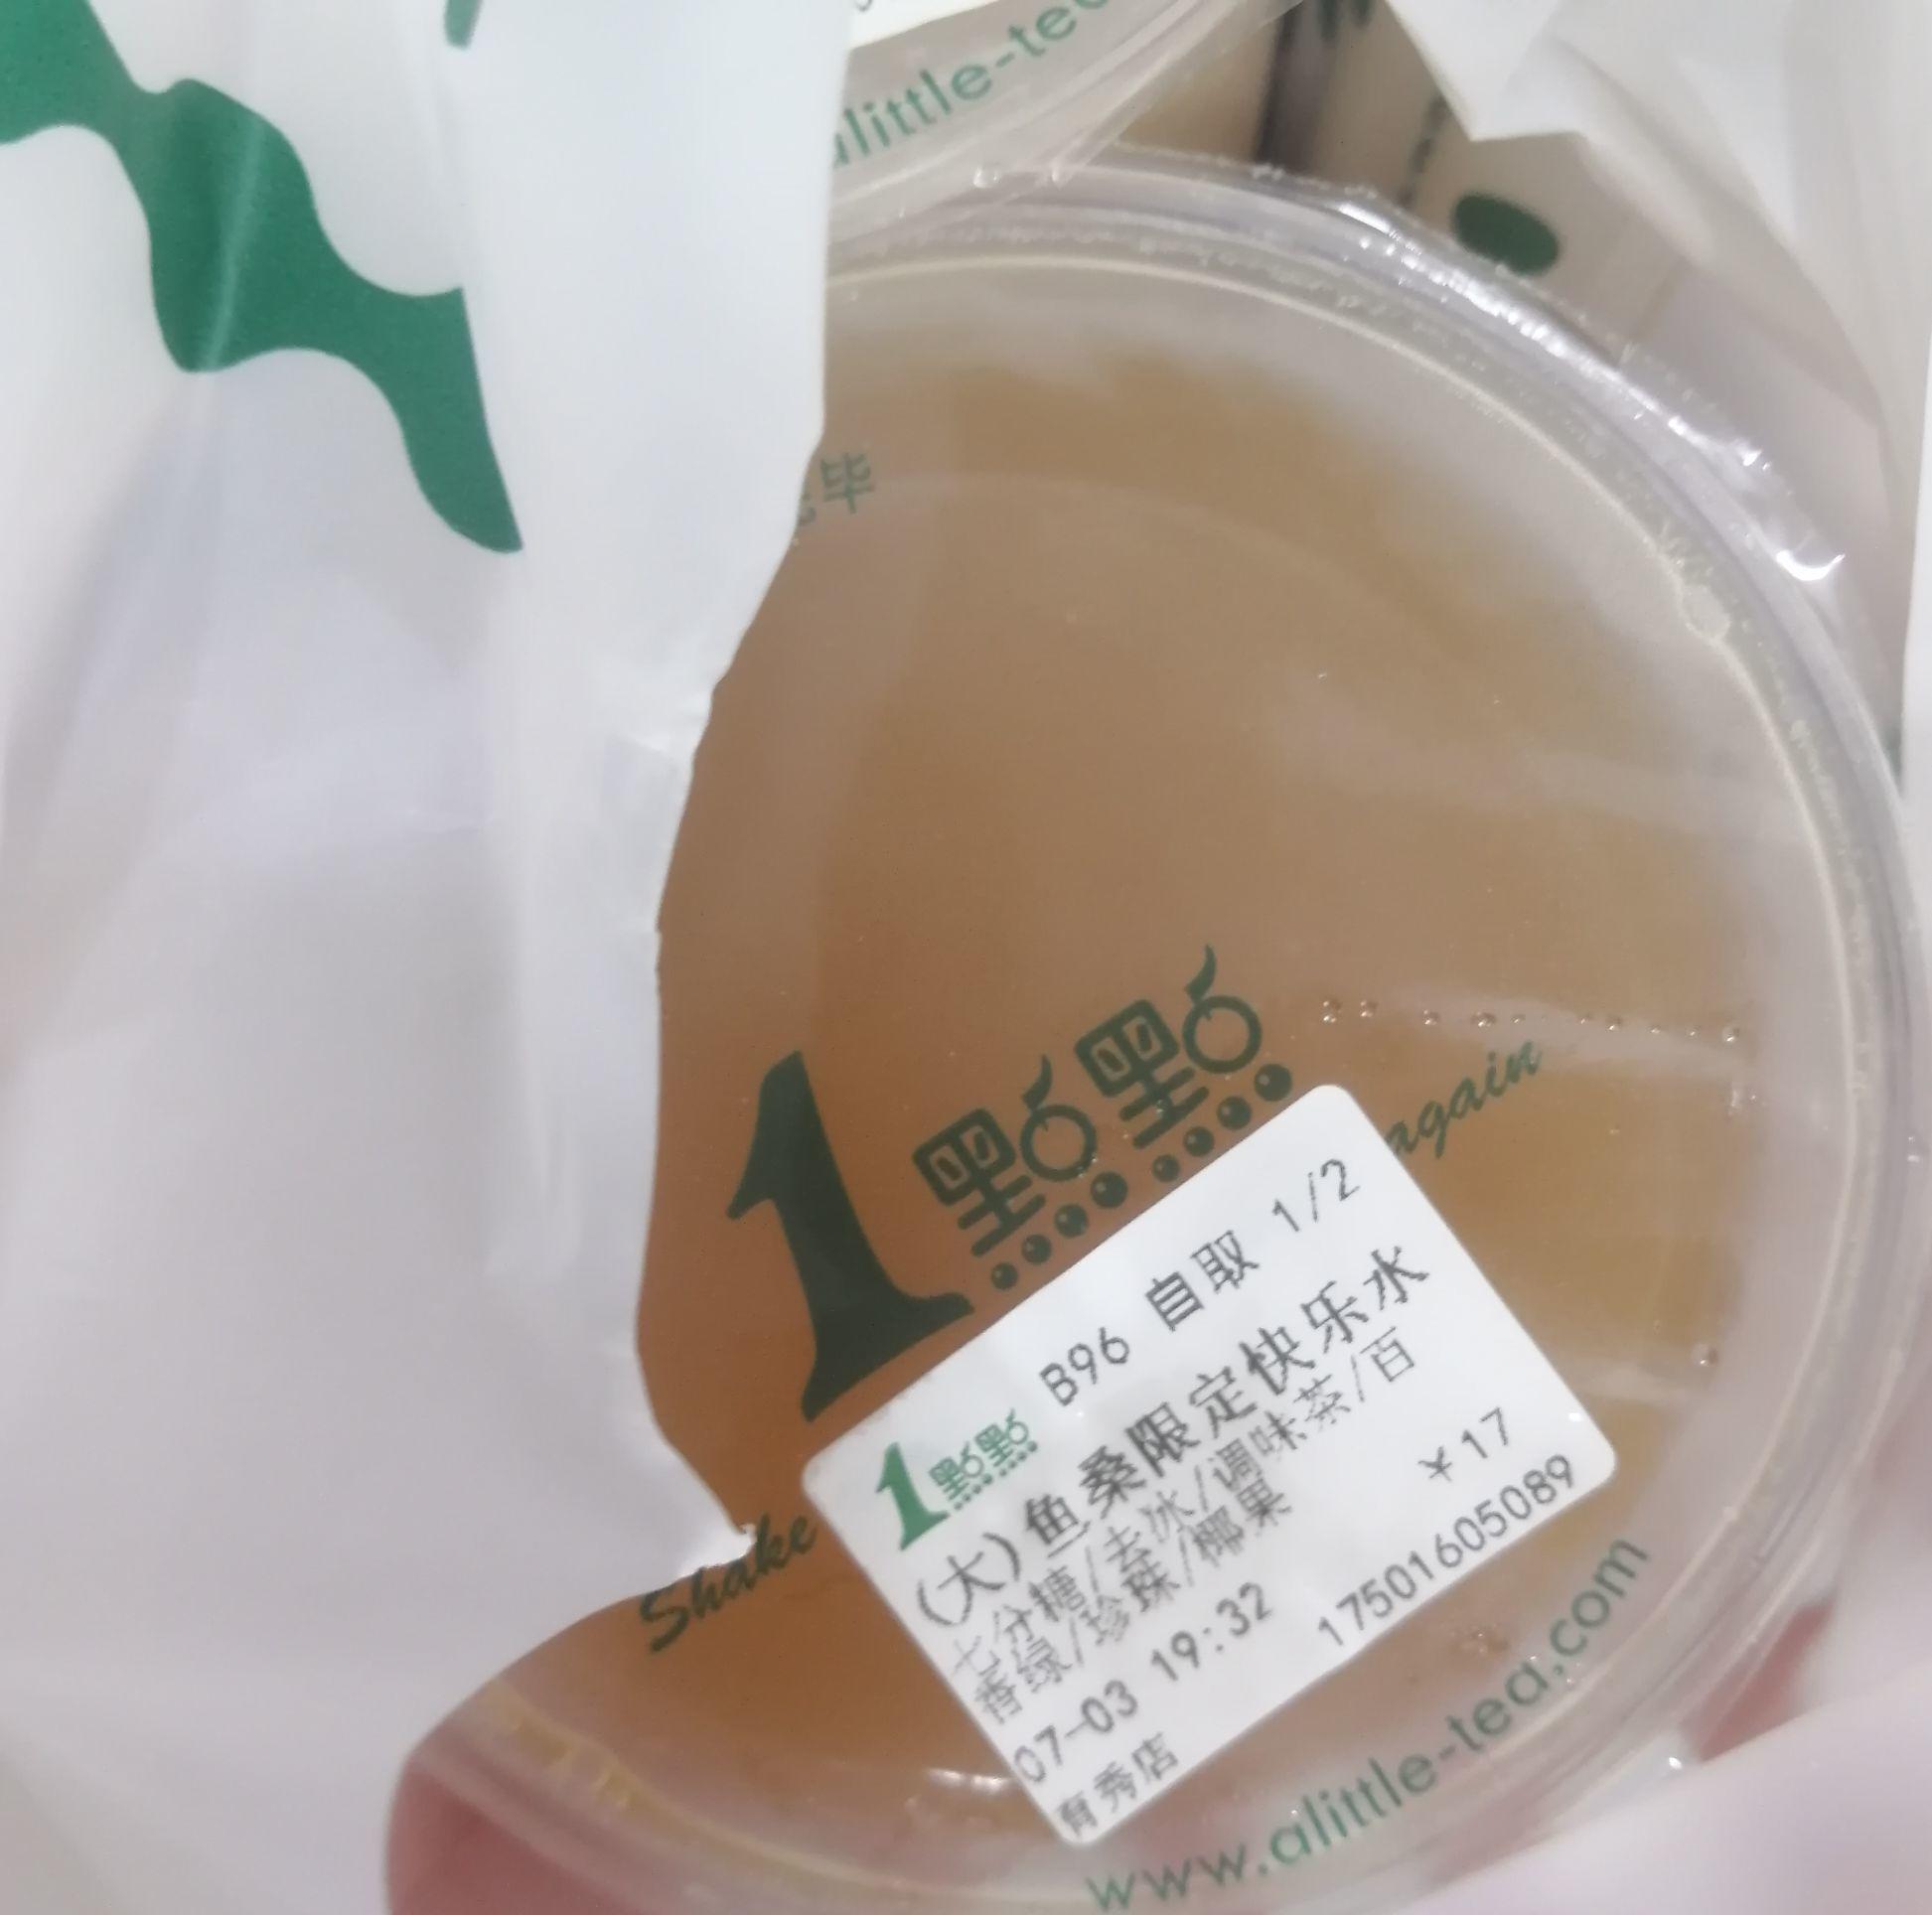 alittle-tea
毕
1點點
again
Shake
1點點 B96 自取 1/2
(大)鱼桑限定快乐水
七分糖/去冰/调味茶/百
香绿/珍珠/椰果
¥17
07-03 19:32 17501605089
育秀店
www.alittle-tea.com